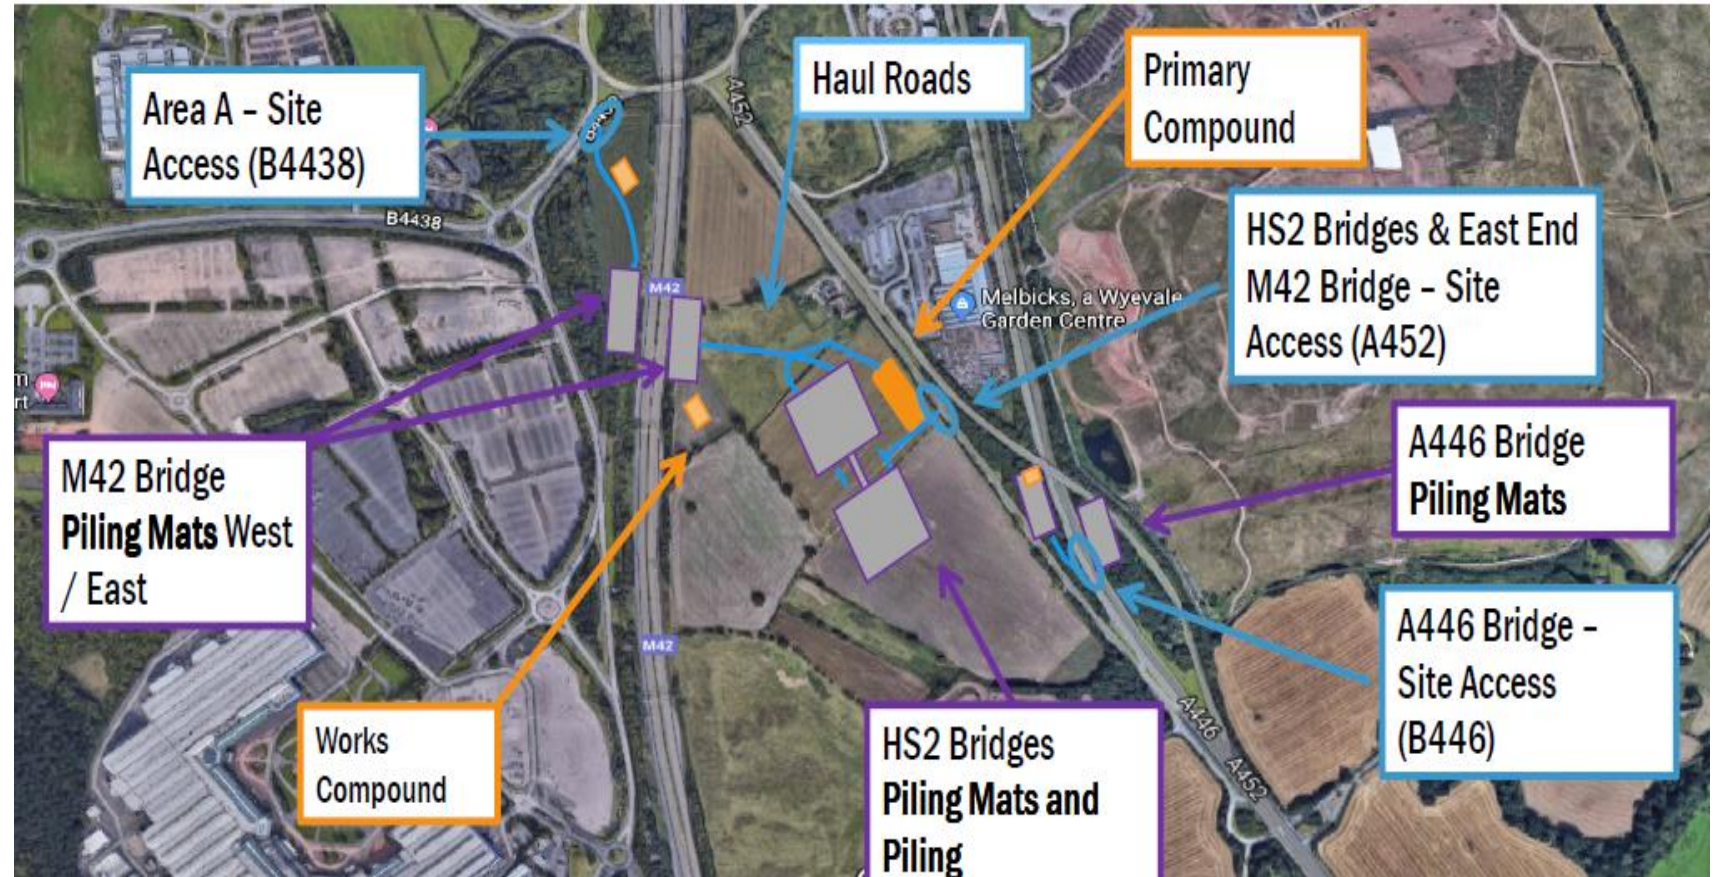 Area A – Site
Access (B4438)
Haul Roads
Primary
Compound
A452
B4438
HS2 Bridges & East End
M42 Bridge – Site
Access (A452)
M42
Melbicks, a Wyevale
Garden Centre
M42 Bridge
Piling Mats West
/ East
A446 Bridge
Piling Mats
M42
A446 Bridge –
Site Access
(B446)
Works
Compound
HS2 Bridges
Piling Mats and
Piling
A446
A452